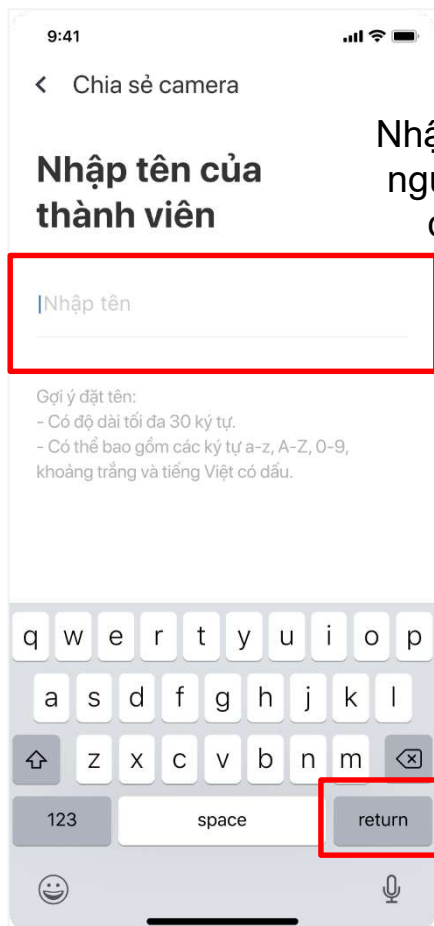 9:41
Chia sẻ camera
Nhập tên của
thành viên
Nhập tên
Gợi ý đặt tên:
- Có độ dài tối đa 30 ký tự.
- Có thể bao gồm các ký tự a-z, A-Z, 0-9,
khoảng trắng và tiếng Việt có dấu.
q w e r t y u i o p
a s d f g h j k l
z x c v b n m
123 space return